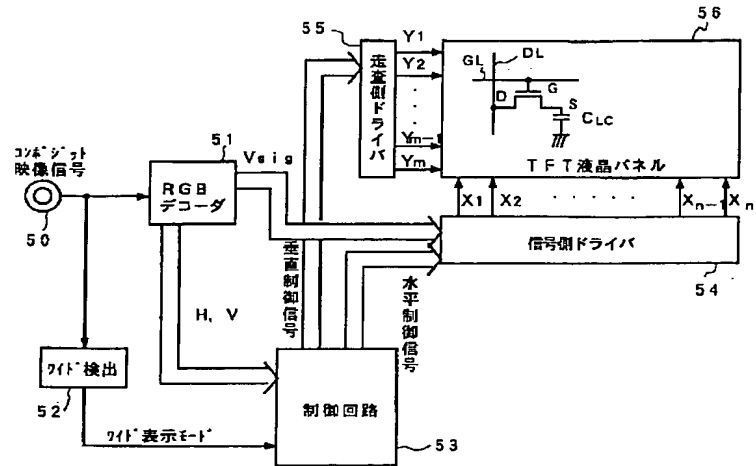 コンポジット
映像信号
50
RGB
デコーダ
51
Vsig
H, V
ワイド検出
52
ワイド表示モード
制御回路
53
垂直制御信号
水平制御信号
55
走査側ドライバ
Y1
Y2
Ym-1
Ym
56
GL
DL
D
G
S
CLC
TFT液晶パネル
X1
X2
Xn-1
Xn
信号側ドライバ
54